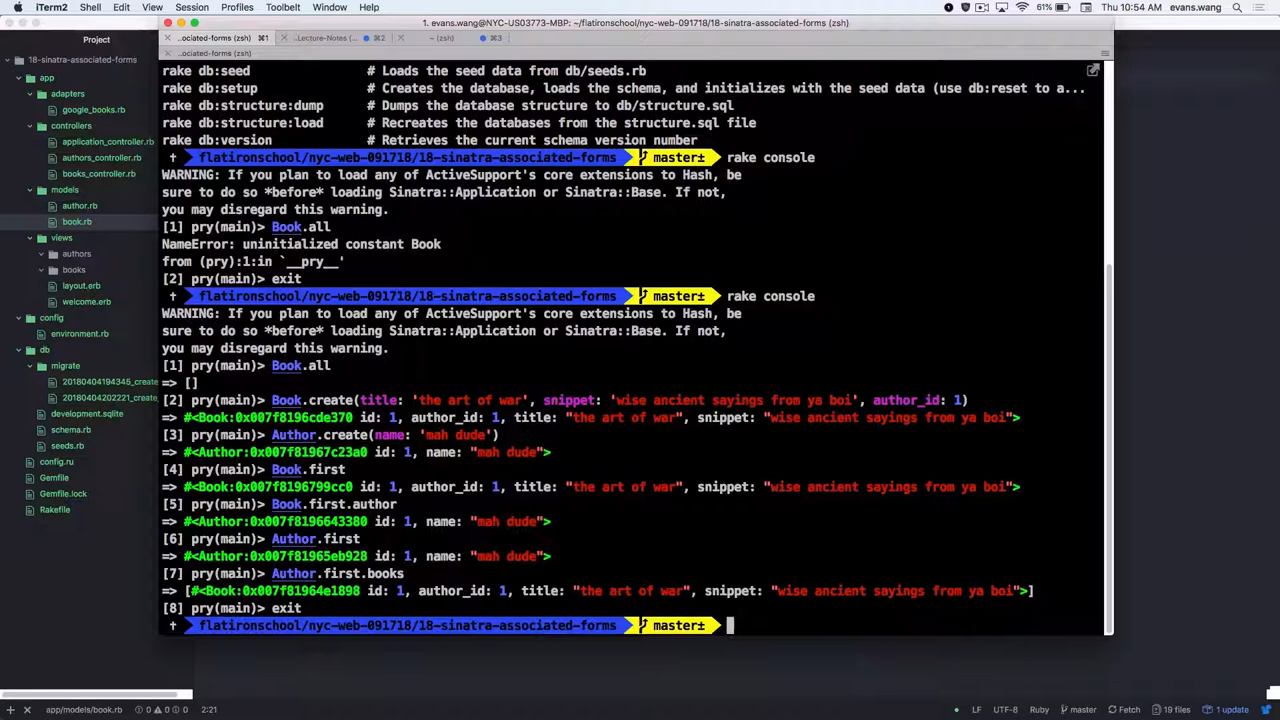 iTerm2 Shell Edit View Session Profiles Toolbelt Window Help 61% Thu 10:54 AM evans.wang
1. evans.wang@NYC-US03773-MBP: ~/flatironschool/nyc-web-091718/18-sinatra-associated-forms (zsh)
..ociated-forms (zsh) ⌘1 ..Lecture-Notes (... ⌘2 ~ (zsh) ⌘3
..ociated-forms (zsh)
Project
18-sinatra-associated-forms
app
adapters
google_books.rb
controllers
application_controller.rb
authors_controller.rb
books_controller.rb
models
author.rb
book.rb
views
authors
books
layout.erb
welcome.erb
config
environment.rb
db
migrate
20180404194345_create
20180404202221_create
development.sqlite
schema.rb
seeds.rb
config.ru
Gemfile
Gemfile.lock
Rakefile
rake db:seed # Loads the seed data from db/seeds.rb
rake db:setup # Creates the database, loads the schema, and initializes with the seed data (use db:reset to a...
rake db:structure:dump # Dumps the database structure to db/structure.sql
rake db:structure:load # Recreates the databases from the structure.sql file
rake db:version # Retrieves the current schema version number
† flatironschool/nyc-web-091718/18-sinatra-associated-forms master± rake console
WARNING: If you plan to load any of ActiveSupport's core extensions to Hash, be
sure to do so *before* loading Sinatra::Application or Sinatra::Base. If not,
you may disregard this warning.
[1] pry(main)> Book.all
NameError: uninitialized constant Book
from (pry):1:in `__pry__'
[2] pry(main)> exit
† flatironschool/nyc-web-091718/18-sinatra-associated-forms master± rake console
WARNING: If you plan to load any of ActiveSupport's core extensions to Hash, be
sure to do so *before* loading Sinatra::Application or Sinatra::Base. If not,
you may disregard this warning.
[1] pry(main)> Book.all
=> []
[2] pry(main)> Book.create(title: 'the art of war', snippet: 'wise ancient sayings from ya boi', author_id: 1)
=> #<Book:0x007f8196cde370 id: 1, author_id: 1, title: "the art of war", snippet: "wise ancient sayings from ya boi">
[3] pry(main)> Author.create(name: 'mah dude')
=> #<Author:0x007f81967c23a0 id: 1, name: "mah dude">
[4] pry(main)> Book.first
=> #<Book:0x007f8196799cc0 id: 1, author_id: 1, title: "the art of war", snippet: "wise ancient sayings from ya boi">
[5] pry(main)> Book.first.author
=> #<Author:0x007f8196643380 id: 1, name: "mah dude">
[6] pry(main)> Author.first
=> #<Author:0x007f81965eb928 id: 1, name: "mah dude">
[7] pry(main)> Author.first.books
=> [#<Book:0x007f81964e1898 id: 1, author_id: 1, title: "the art of war", snippet: "wise ancient sayings from ya boi">]
[8] pry(main)> exit
† flatironschool/nyc-web-091718/18-sinatra-associated-forms master±
app/models/book.rb 0 0 0 2:21 LF UTF-8 Ruby master Fetch 19 files 1 update